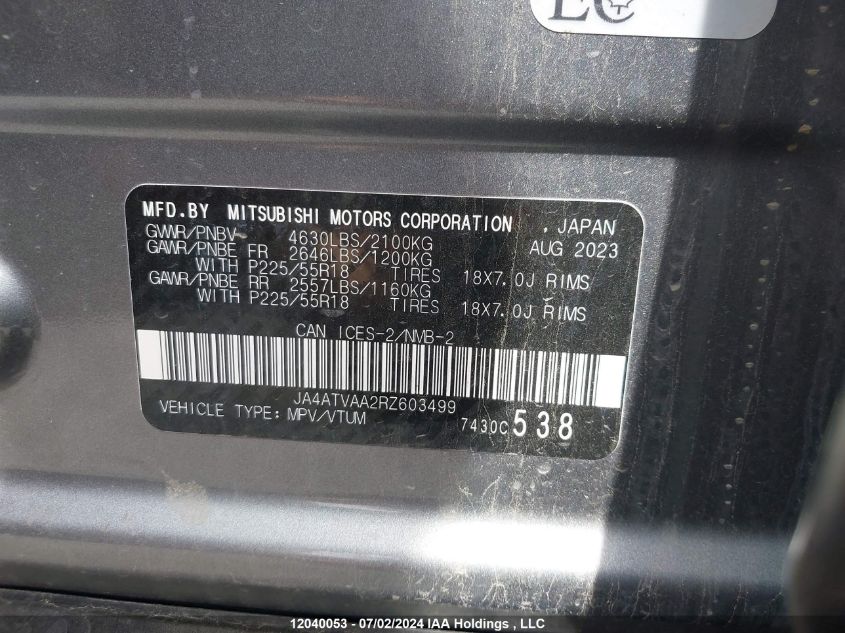 EC
MFD.BY MITSUBISHI MOTORS CORPORATION , JAPAN
GWWR/PNBV 4630LBS/2100KG AUG 2023
GAWR/PNBE FR 2646LBS/1200KG
WITH P225/55R18 TIRES 18X7.0J RIMS
GAWR/PNBE RR 2557LBS/1160KG
WITH P225/55R18 TIRES 18X7.0J RIMS
CAN ICES-2/NMB-2
JA4ATVAA2RZ603499
VEHICLE TYPE: MPV/VTUM 7430C 538
12040053 - 07/02/2024 IAA Holdings, LLC